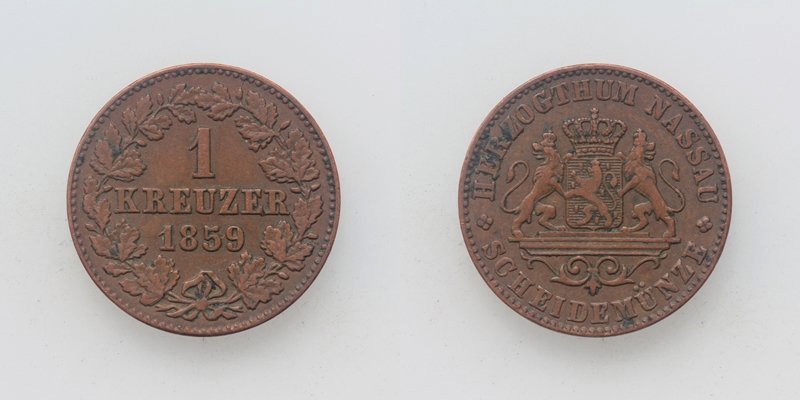 1
KREUZER
1859
HERZOGTHUM NASSAU
SCHEIDEMÜNZE